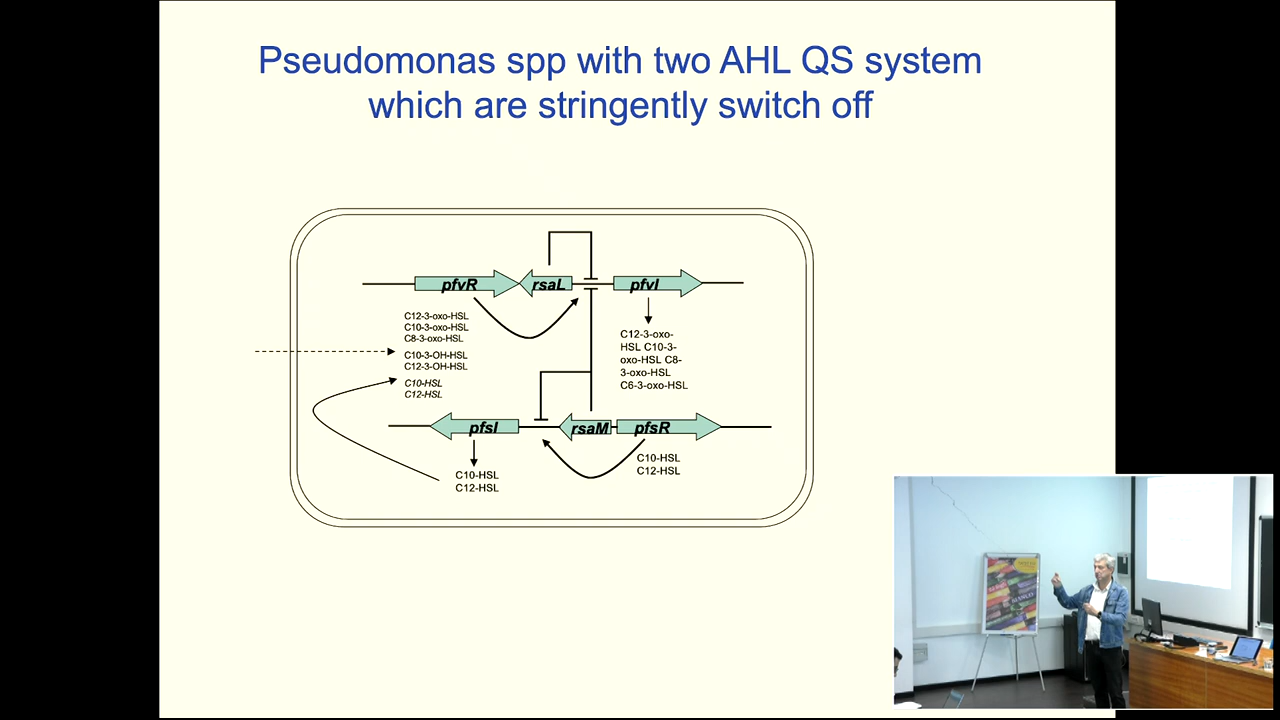 Pseudomonas spp with two AHL QS system
which are stringently switch off
pfvR
rsaL
pfvI
C12-3-oxo-HSL
C10-3-oxo-HSL
C8-3-oxo-HSL
C10-3-OH-HSL
C12-3-OH-HSL
C10-HSL
C12-HSL
C12-3-oxo-
HSL C10-3-
oxo-HSL C8-
3-oxo-HSL
C6-3-oxo-HSL
pfsI
rsaM
pfsR
C10-HSL
C12-HSL
C10-HSL
C12-HSL